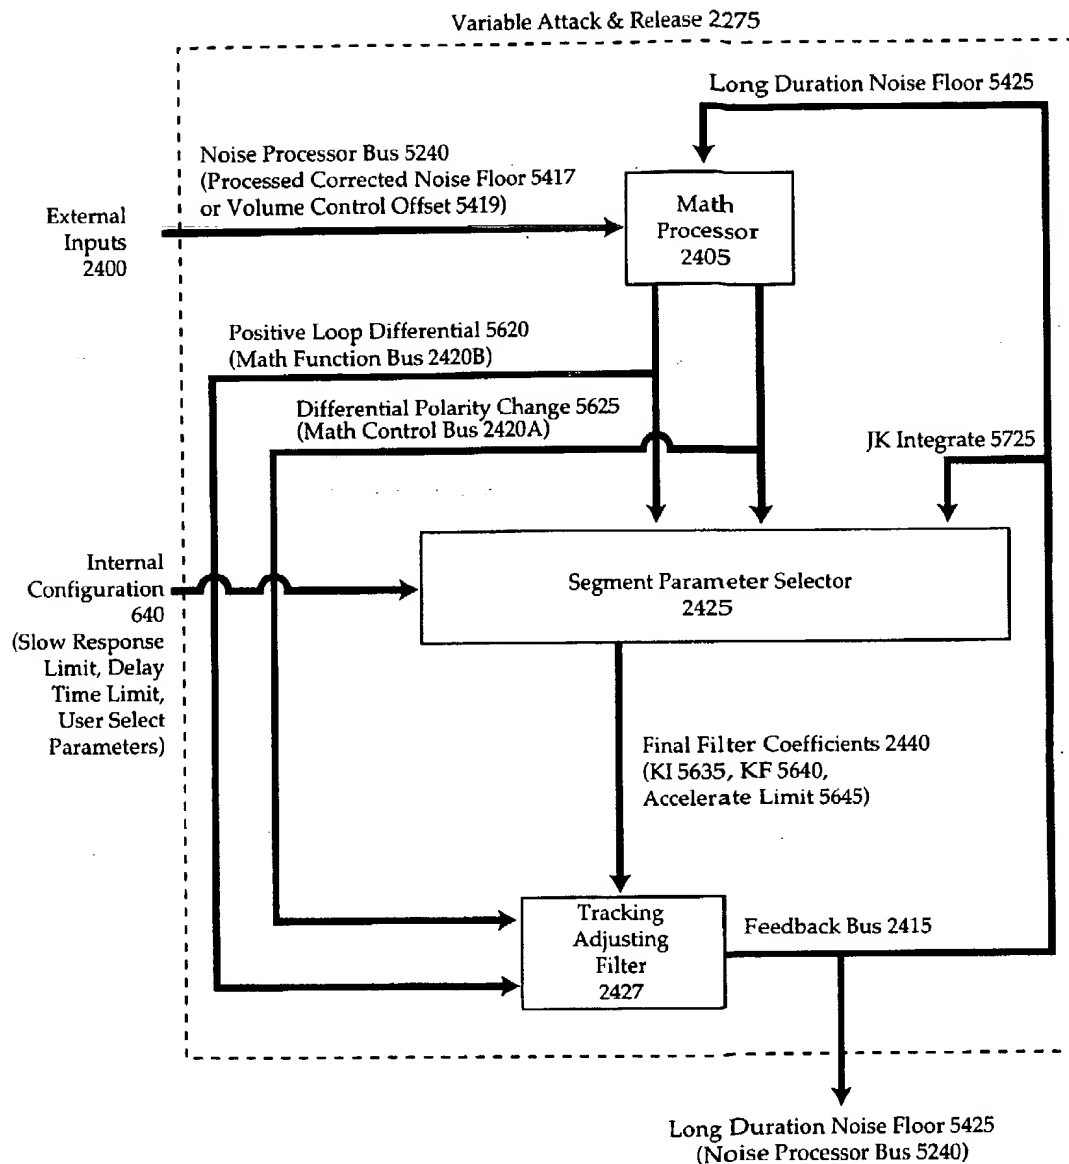 Variable Attack & Release 2275
Long Duration Noise Floor 5425
Noise Processor Bus 5240
(Processed Corrected Noise Floor 5417
or Volume Control Offset 5419)
External
Inputs
2400
Math
Processor
2405
Positive Loop Differential 5620
(Math Function Bus 2420B)
Differential Polarity Change 5625
(Math Control Bus 2420A)
JK Integrate 5725
Internal
Configuration
640
(Slow Response
Limit, Delay
Time Limit,
User Select
Parameters)
Segment Parameter Selector
2425
Final Filter Coefficients 2440
(KI 5635, KF 5640,
Accelerate Limit 5645)
Tracking
Adjusting
Filter
2427
Feedback Bus 2415
Long Duration Noise Floor 5425
(Noise Processor Bus 5240)